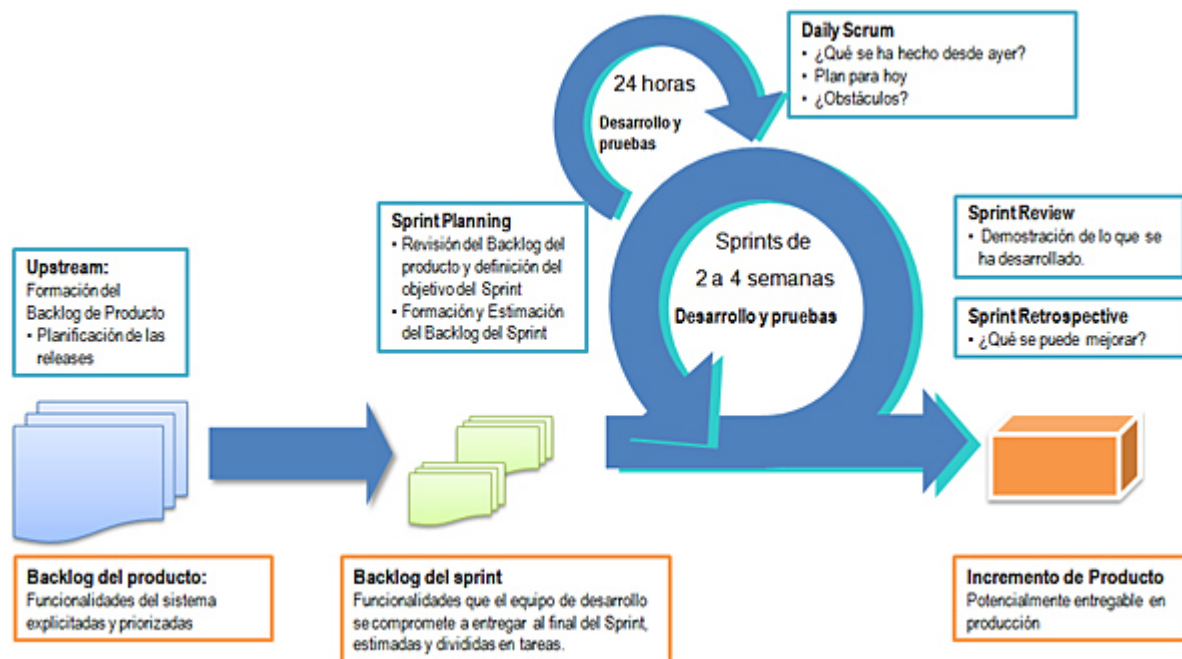 Daily Scrum
• ¿Qué se ha hecho desde ayer?
• Plan para hoy
• ¿Obstáculos?
24 horas
Desarrollo y
pruebas
Sprint Planning
• Revisión del Backlog del
producto y definición del
objetivo del Sprint
• Formación y Estimación
del Backlog del Sprint
Sprints de
2 a 4 semanas
Desarrollo y pruebas
Sprint Review
• Demostración de lo que se
ha desarrollado.
Upstream:
Formación del
Backlog de Producto
• Planificación de las
releases
Sprint Retrospective
• ¿Qué se puede mejorar?
Backlog del producto:
Funcionalidades del sistema
explicitadas y priorizadas
Backlog del sprint
Funcionalidades que el equipo de desarrollo
se compromete a entregar al final del Sprint,
estimadas y divididas en tareas.
Incremento de Producto
Potencialmente entregable en
producción